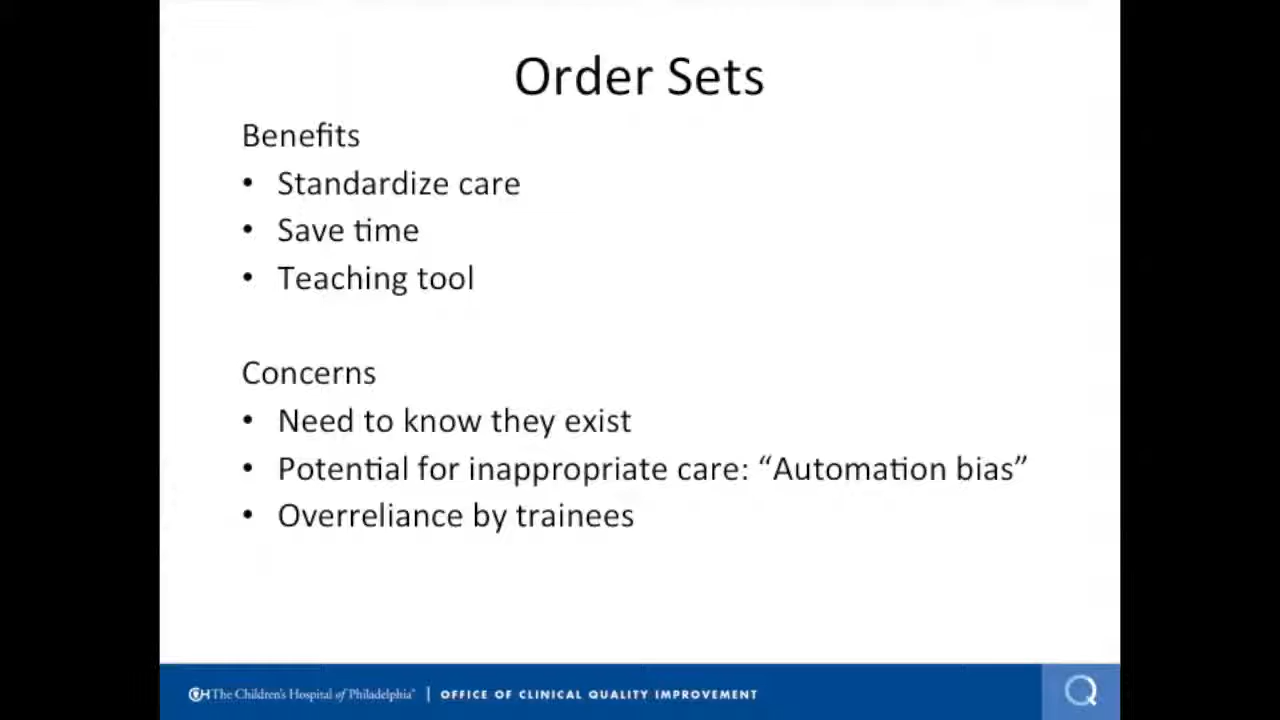 Order Sets
Benefits
• Standardize care
• Save time
• Teaching tool
Concerns
• Need to know they exist
• Potential for inappropriate care: “Automation bias”
• Overreliance by trainees
CH The Children's Hospital of Philadelphia® | OFFICE OF CLINICAL QUALITY IMPROVEMENT Q